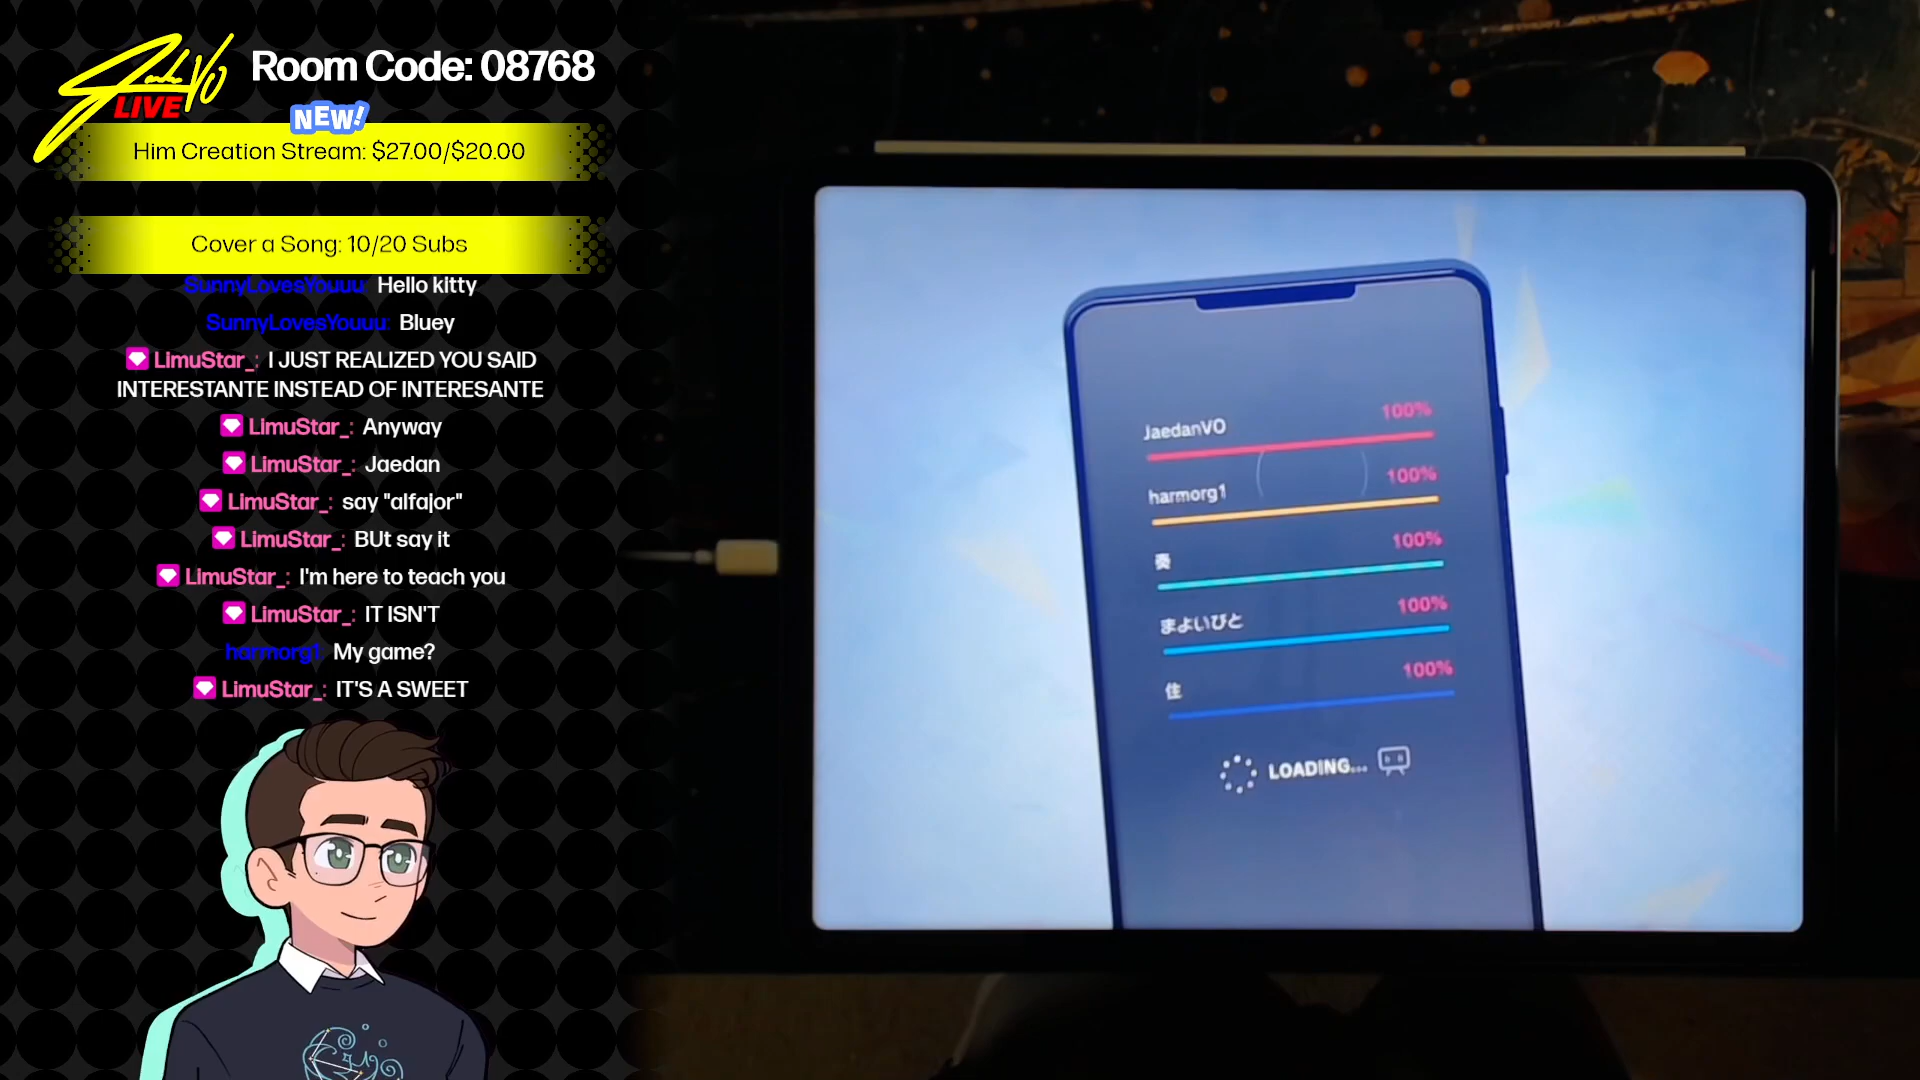 LIVE
Room Code: 08768
NEW!
Him Creation Stream: $27.00/$20.00
Cover a Song: 10/20 Subs
SunnyLovesYouuu: Hello kitty
SunnyLovesYouuu: Bluey
LimuStar_: I JUST REALIZED YOU SAID
INTERESTANTE INSTEAD OF INTERESANTE
LimuStar_: Anyway
LimuStar_: Jaedan
LimuStar_: say "alfajor"
LimuStar_: BUt say it
LimuStar_: I'm here to teach you
LimuStar_: IT ISN'T
harmorg1: My game?
LimuStar_: IT'S A SWEET
JaedanVO 100%
harmorg1 100%
奏 100%
まよいびと 100%
住 100%
LOADING...